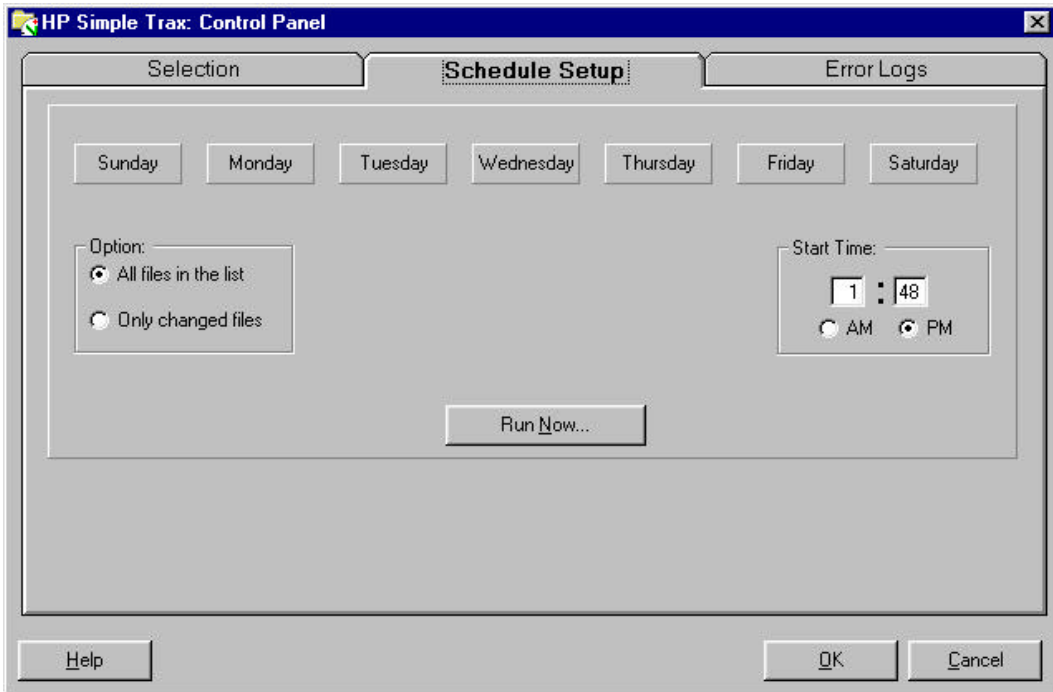 HP Simple Trax: Control Panel
Selection Schedule Setup Error Logs
Sunday Monday Tuesday Wednesday Thursday Friday Saturday
Option: Start Time:
All files in the list 1 : 48
Only changed files AM PM
Run Now...
Help OK Cancel